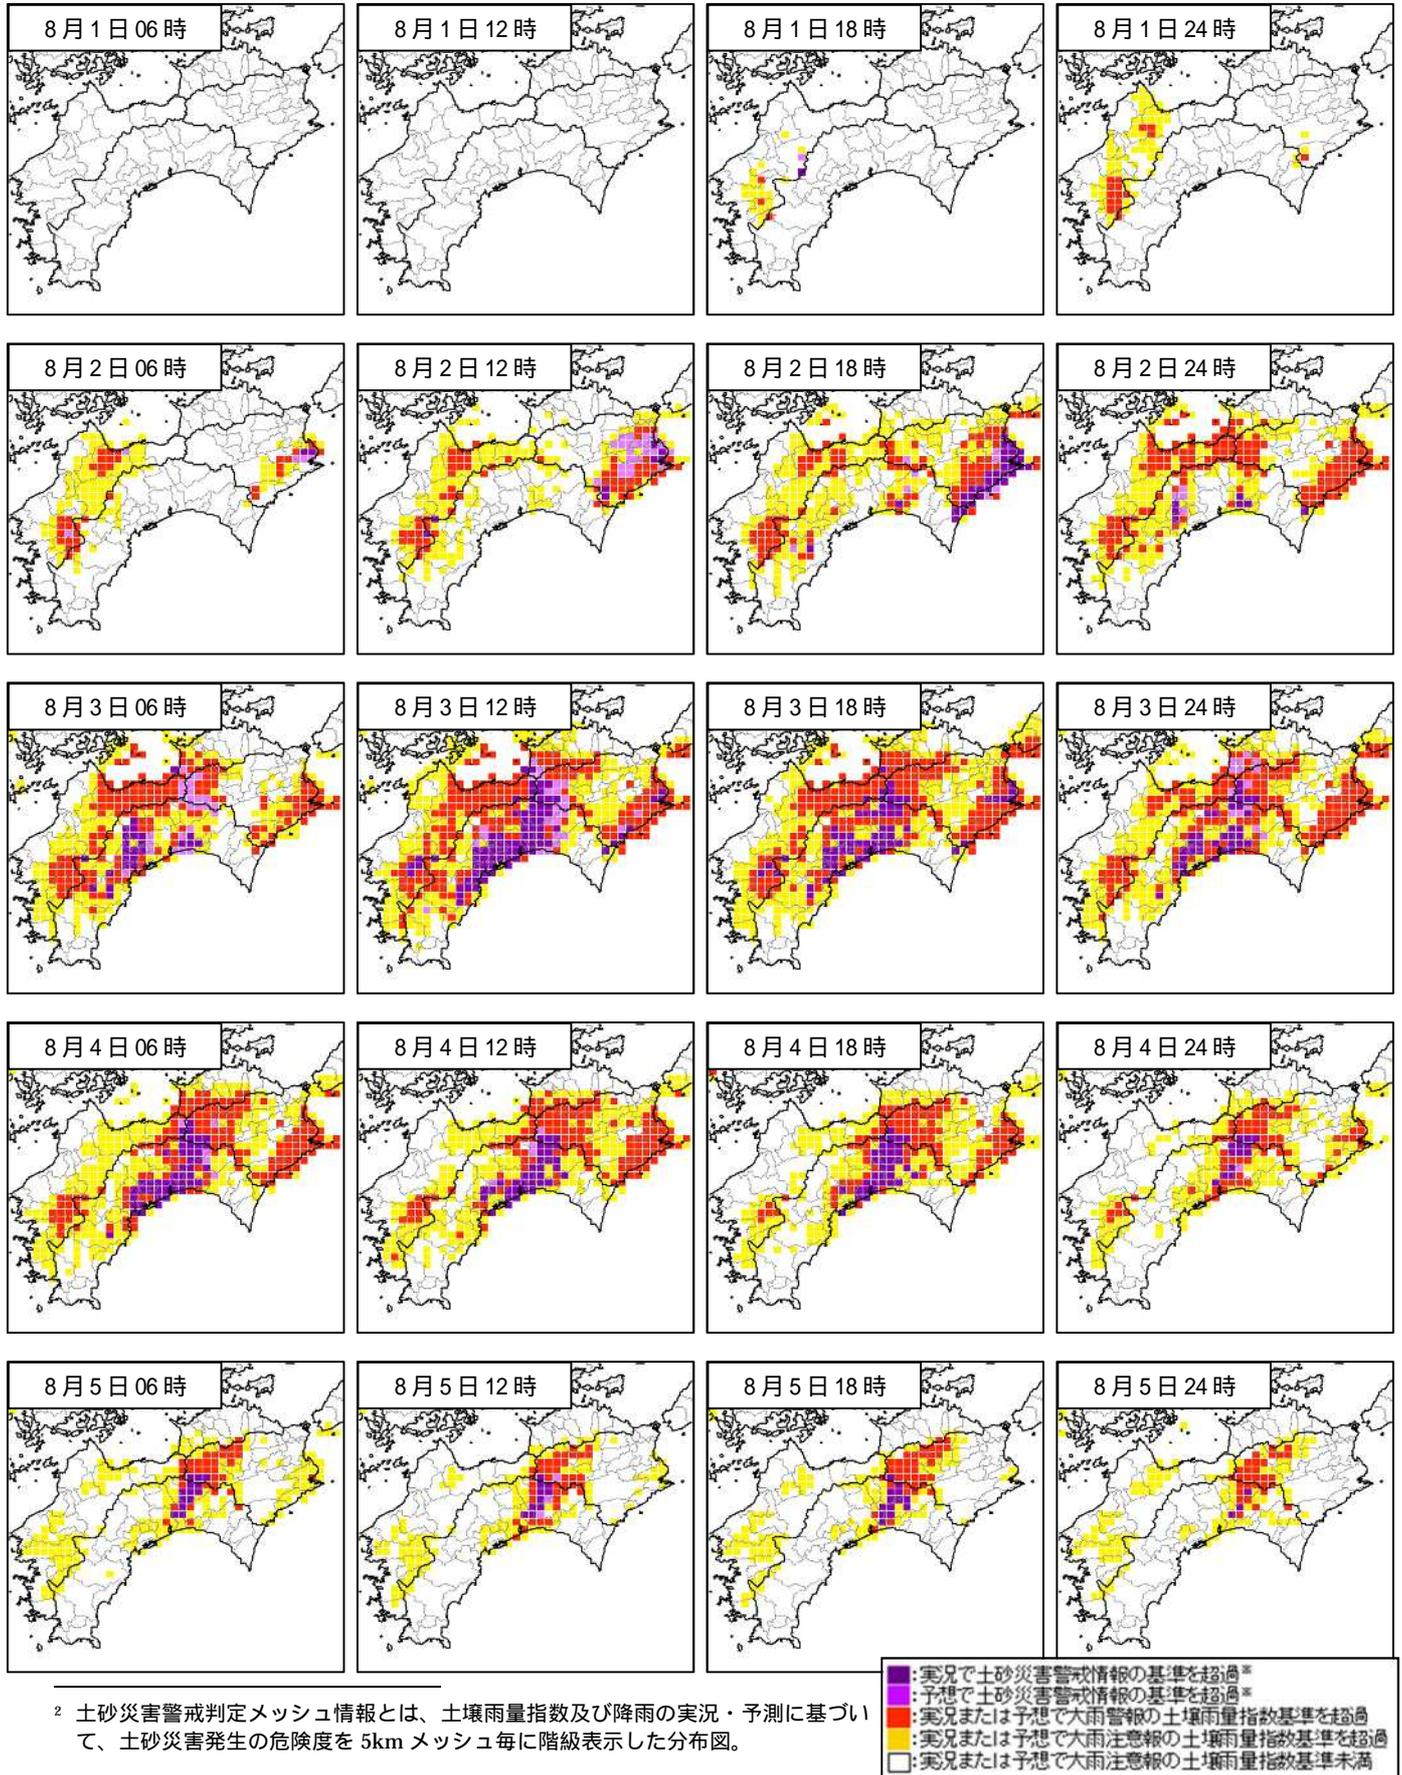 8月1日06時
8月1日12時
8月1日18時
8月1日24時
8月2日06時
8月2日12時
8月2日18時
8月2日24時
8月3日06時
8月3日12時
8月3日18時
8月3日24時
8月4日06時
8月4日12時
8月4日18時
8月4日24時
8月5日06時
8月5日12時
8月5日18時
8月5日24時
:実況で土砂災害警戒情報の基準を超過※
:予想で土砂災害警戒情報の基準を超過※
:実況または予想で大雨警報の土壌雨量指数基準を超過
:実況または予想で大雨注意報の土壌雨量指数基準を超過
:実況または予想で大雨注意報の土壌雨量指数基準未満
² 土砂災害警戒判定メッシュ情報とは、土壌雨量指数及び降雨の実況・予測に基づい
て、土砂災害発生の危険度を 5km メッシュ毎に階級表示した分布図。